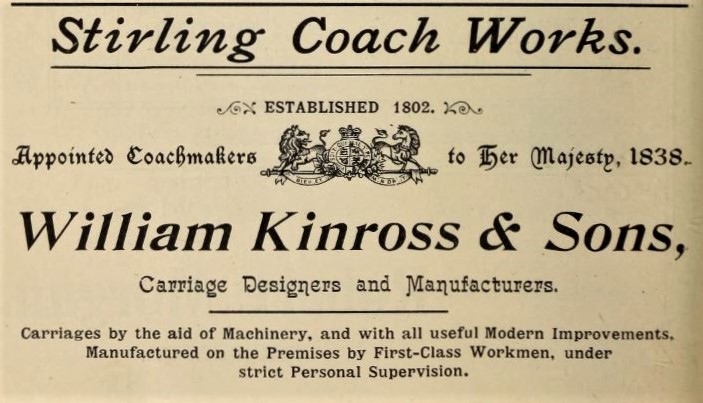 Stirling Coach Works.
ESTABLISHED 1802.
Appointed Coachmakers to Her Majesty, 1838.
William Kinross & Sons,
Carriage Designers and Manufacturers.
Carriages by the aid of Machinery, and with all useful Modern Improvements,
Manufactured on the Premises by First-Class Workmen, under
strict Personal Supervision.